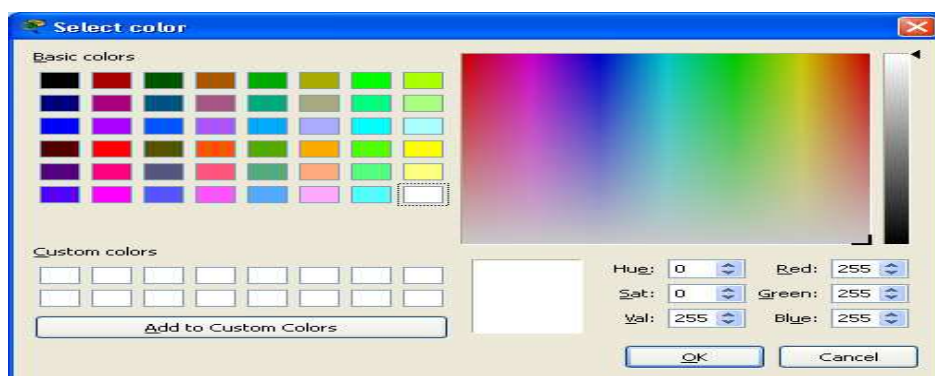 Select color
Basic colors
Custom colors
Hue: 0 Red: 255
Sat: 0 Green: 255
Val: 255 Blue: 255
Add to Custom Colors
OK Cancel